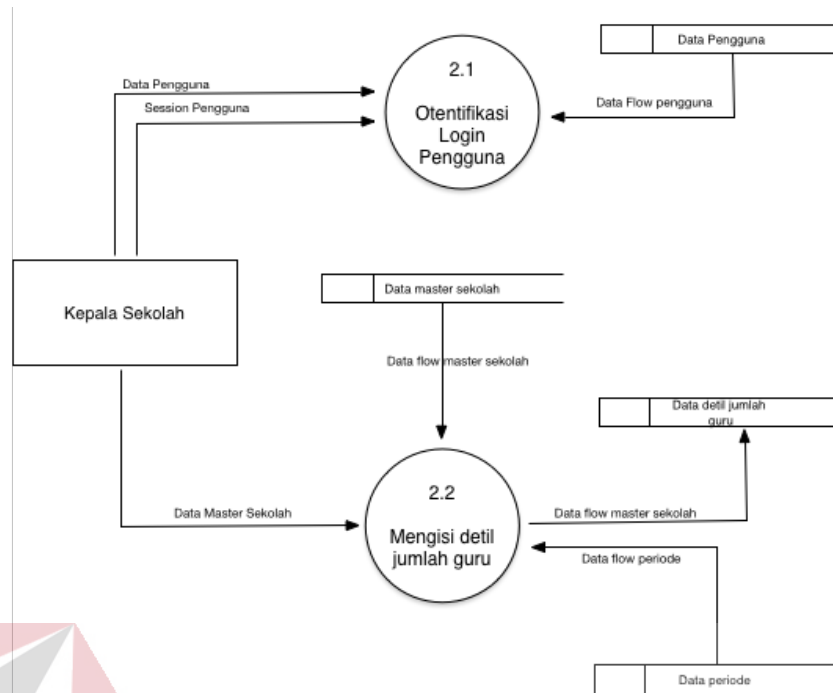 2.1
Otentifikasi
Login
Pengguna
Data Pengguna
Data Pengguna
Session Pengguna
Data Flow pengguna
Kepala Sekolah
Data master sekolah
Data flow master sekolah
Data detil jumlah
guru
2.2
Mengisi detil
jumlah guru
Data Master Sekolah
Data flow master sekolah
Data flow periode
Data periode